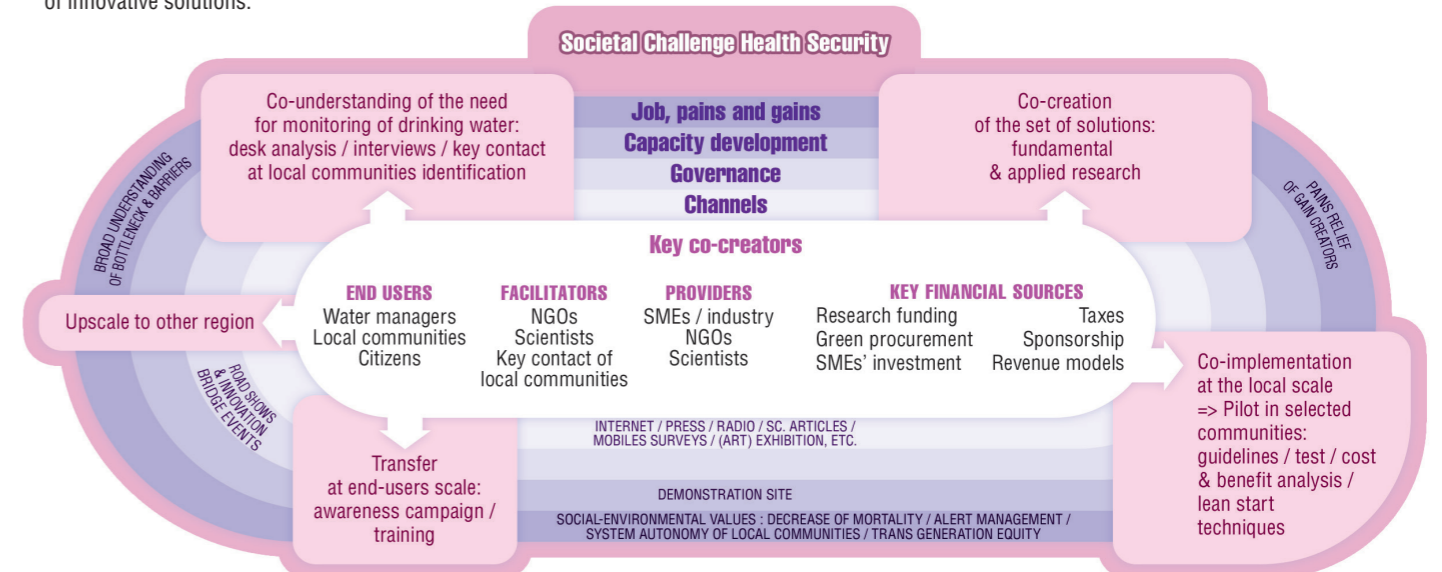 of innovative solutions.
Societal Challenge Health Security
Co-understanding of the need
for monitoring of drinking water:
desk analysis / interviews / key contact
at local communities identification
Job, pains and gains
Capacity development
Governance
Channels
Co-creation
of the set of solutions:
fundamental
& applied research
BROAD UNDERSTANDING
OF BOTTLENECK & BARRIERS
PAINS RELIEF
OF GAIN CREATORS
Key co-creators
END USERS
Water managers
Local communities
Citizens
FACILITATORS
NGOs
Scientists
Key contact of
local communities
PROVIDERS
SMEs / industry
NGOs
Scientists
KEY FINANCIAL SOURCES
Research funding
Green procurement
SMEs' investment
Taxes
Sponsorship
Revenue models
Upscale to other region
ROAD SHOWS
& INNOVATION
BRIDGE EVENTS
Transfer
at end-users scale:
awareness campaign /
training
INTERNET / PRESS / RADIO / SC. ARTICLES /
MOBILES SURVEYS / (ART) EXHIBITION, ETC.
DEMONSTRATION SITE
SOCIAL-ENVIRONMENTAL VALUES : DECREASE OF MORTALITY / ALERT MANAGEMENT /
SYSTEM AUTONOMY OF LOCAL COMMUNITIES / TRANS GENERATION EQUITY
Co-implementation
at the local scale
=> Pilot in selected
communities:
guidelines / test / cost
& benefit analysis /
lean start
techniques